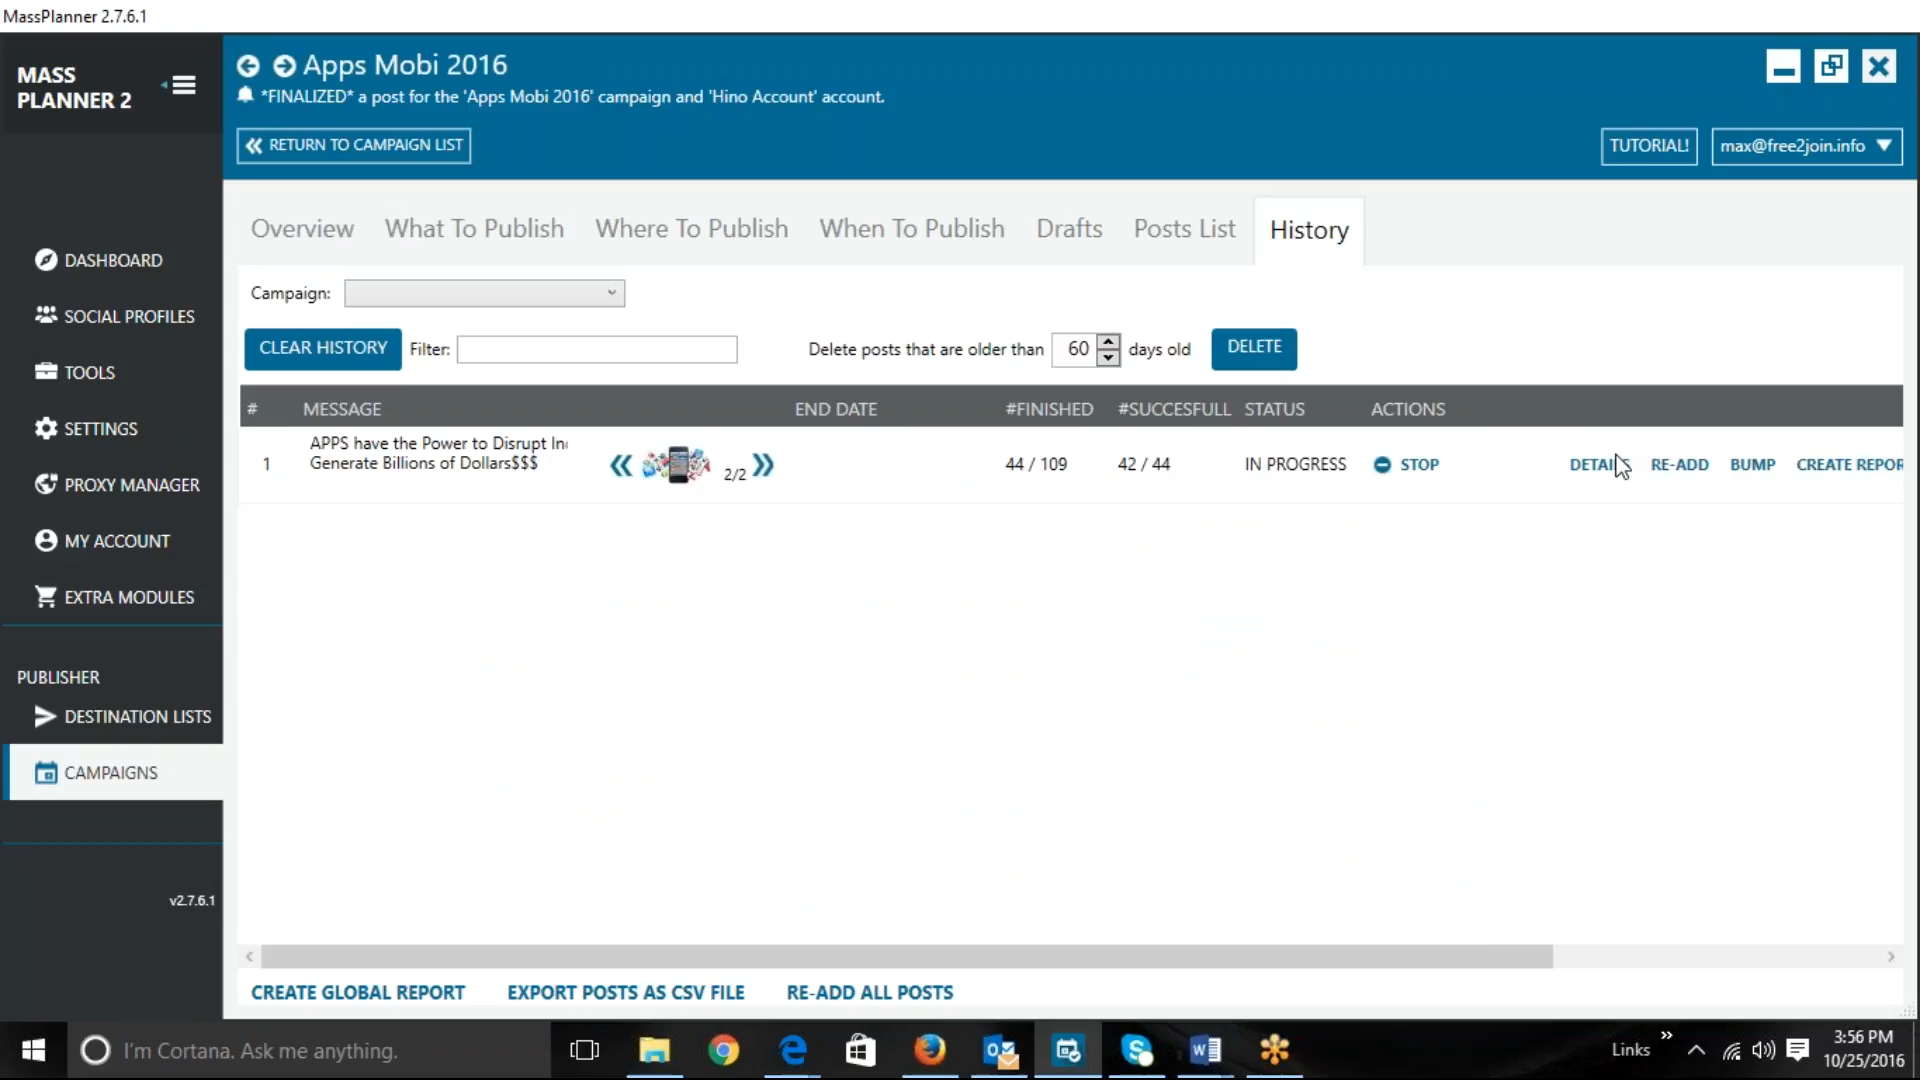 MassPlanner 2.7.6.1
MASS
PLANNER 2
Apps Mobi 2016
*FINALIZED* a post for the 'Apps Mobi 2016' campaign and 'Hino Account' account.
RETURN TO CAMPAIGN LIST
TUTORIAL!
max@free2join.info
Overview
What To Publish
Where To Publish
When To Publish
Drafts
Posts List
History
DASHBOARD
SOCIAL PROFILES
TOOLS
SETTINGS
PROXY MANAGER
MY ACCOUNT
EXTRA MODULES
PUBLISHER
DESTINATION LISTS
CAMPAIGNS
v2.7.6.1
Campaign:
CLEAR HISTORY
Filter:
Delete posts that are older than 60 days old
DELETE
# MESSAGE END DATE #FINISHED #SUCCESFULL STATUS ACTIONS
APPS have the Power to Disrupt In
1 Generate Billions of Dollars$$$ 2/2 44 / 109 42 / 44 IN PROGRESS STOP DETAILS RE-ADD BUMP CREATE REPOR
CREATE GLOBAL REPORT
EXPORT POSTS AS CSV FILE
RE-ADD ALL POSTS
I'm Cortana. Ask me anything.
Links
3:56 PM
10/25/2016